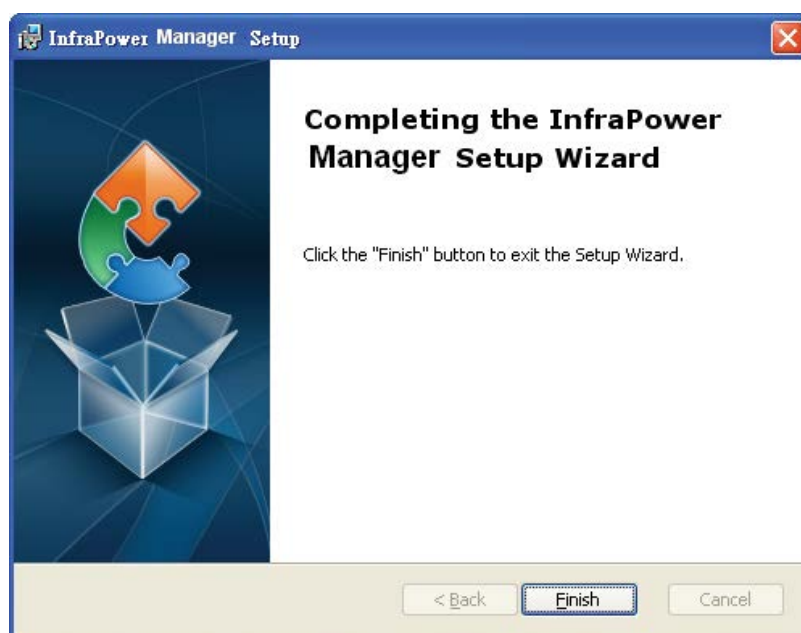 InfraPower Manager Setup
Completing the InfraPower
Manager Setup Wizard
Click the "Finish" button to exit the Setup Wizard.
< Back Finish Cancel